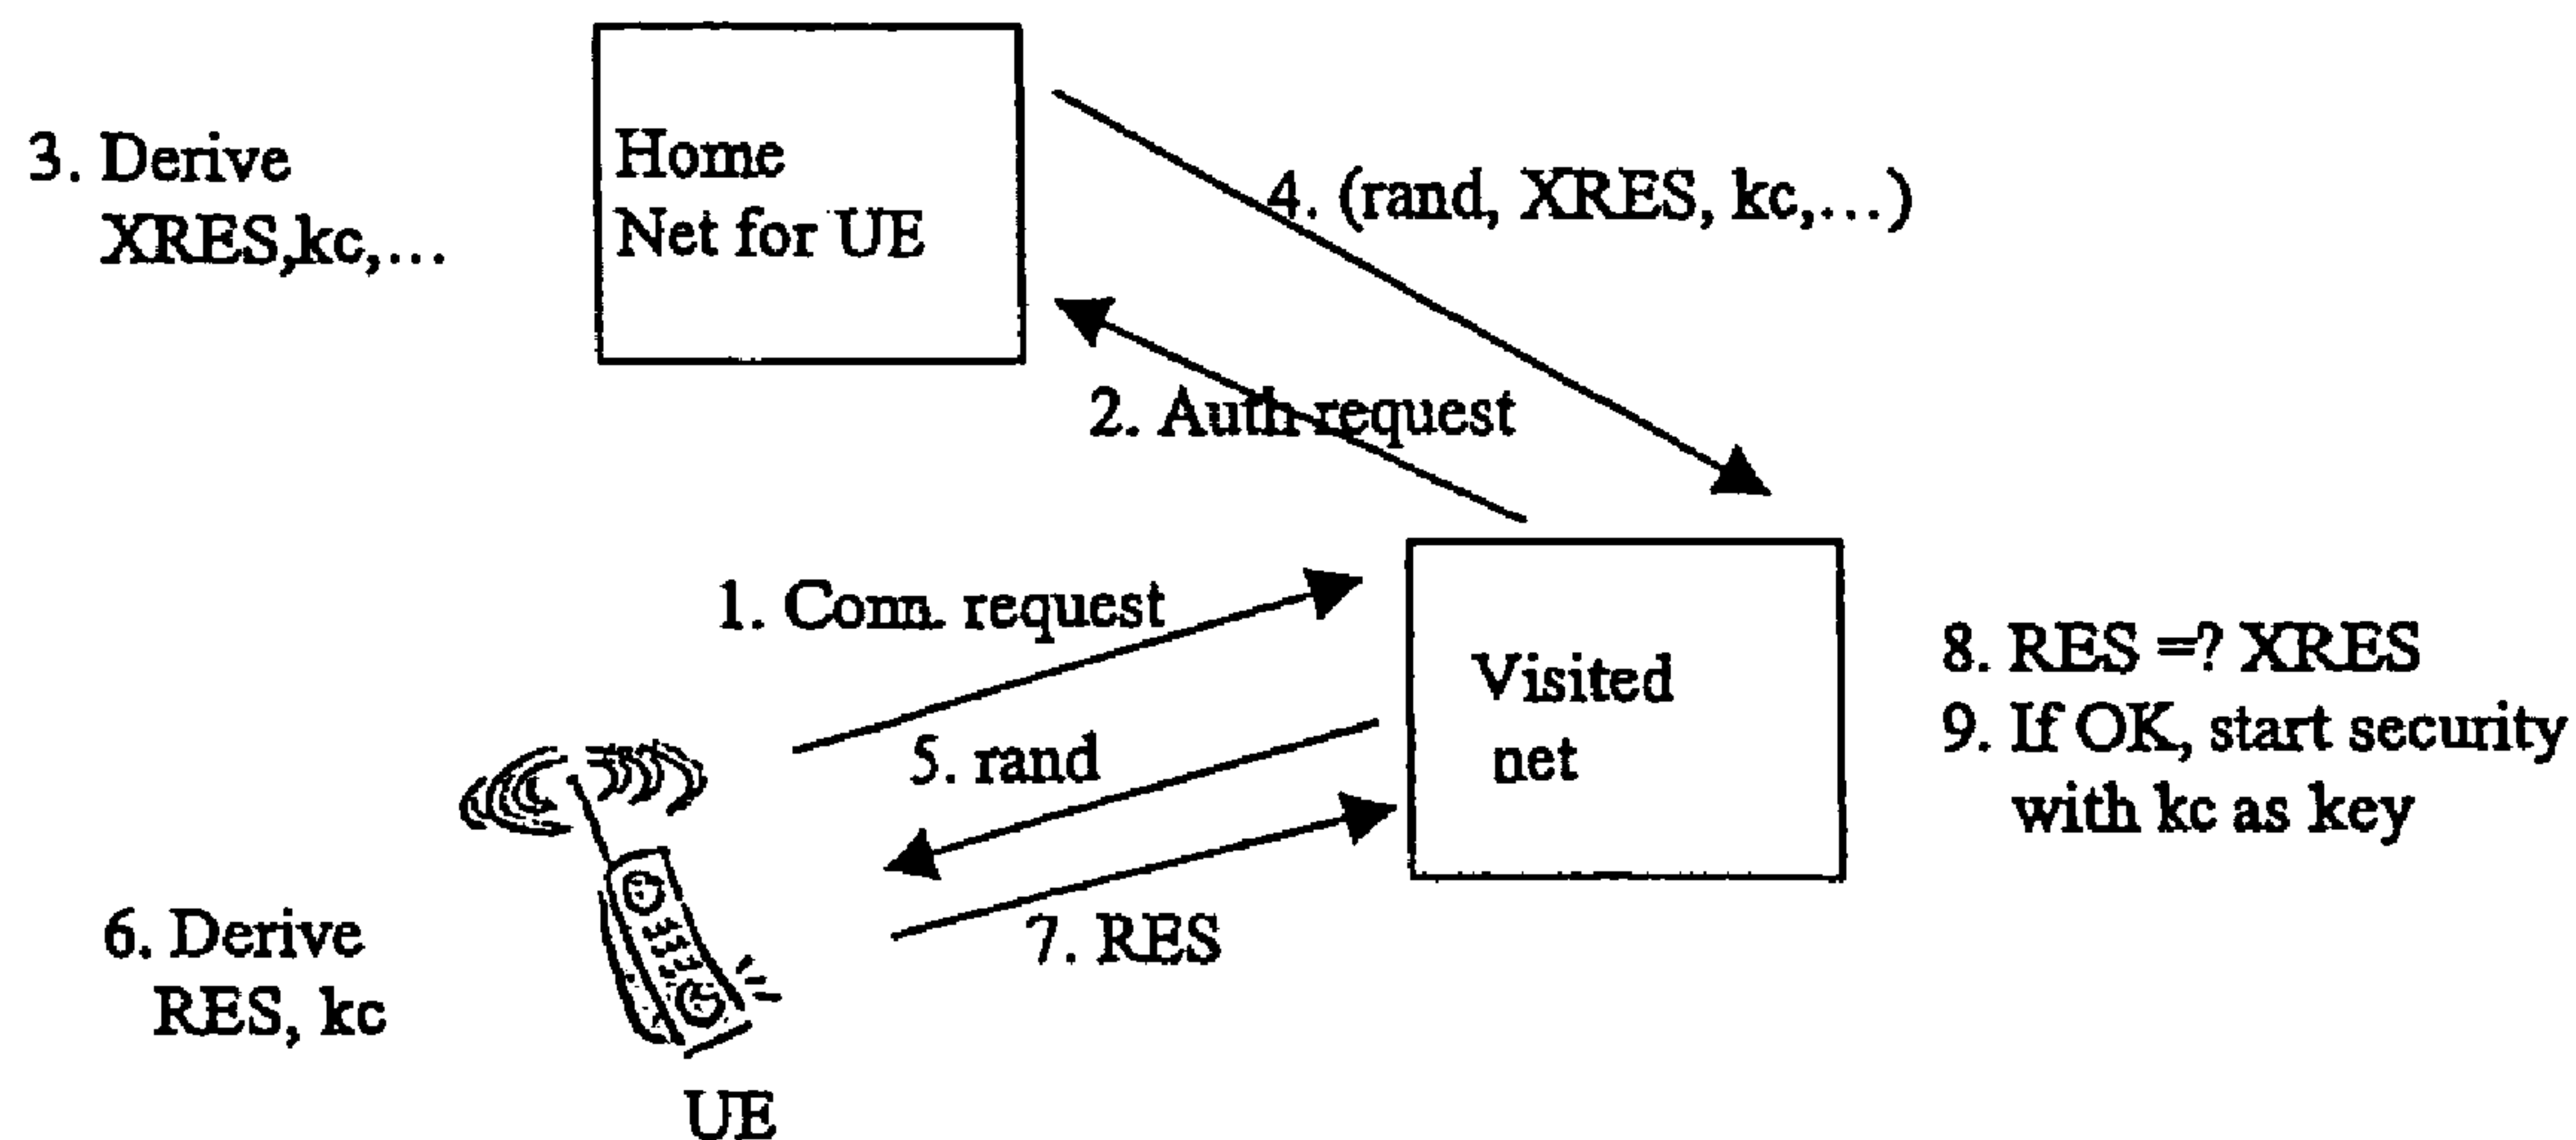 3. Derive
XRES,kc,...
Home
Net for UE
4. (rand, XRES, kc,...)
2. Auth request
1. Conn. request
Visited
net
5. rand
8. RES =? XRES
9. If OK, start security
with kc as key
6. Derive
RES, kc
7. RES
UE